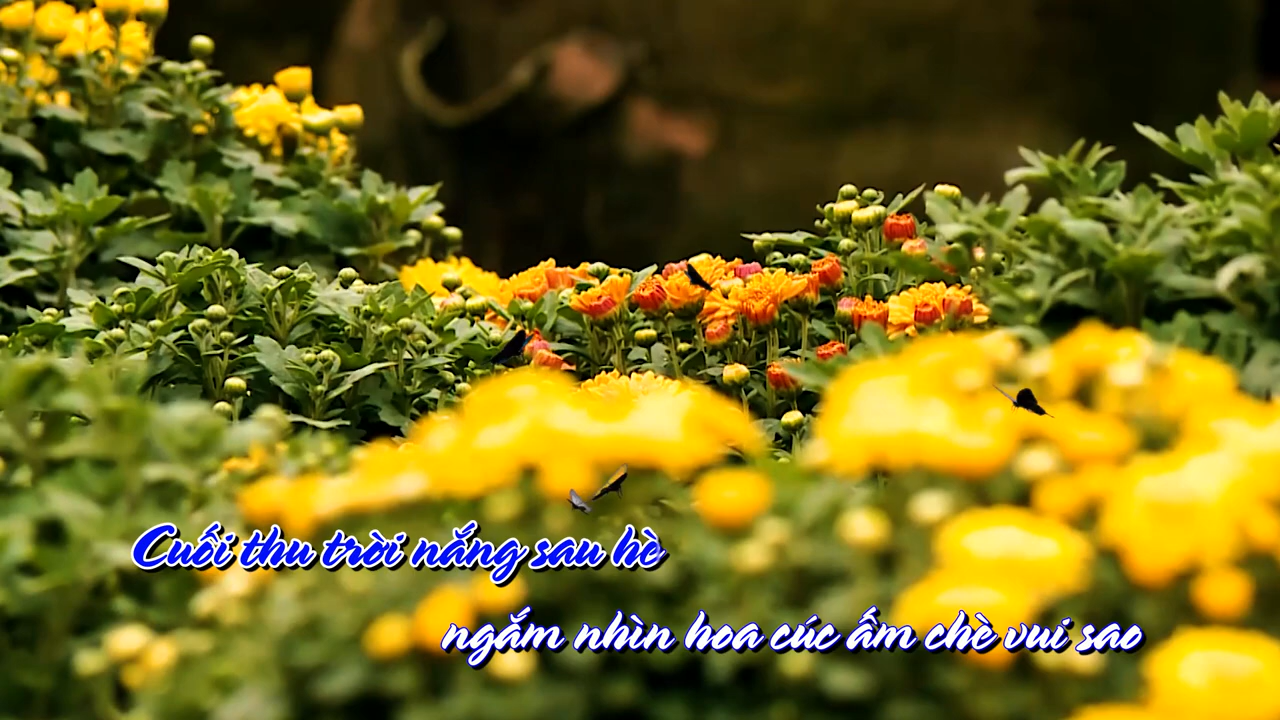 Cuối thu trời nắng sau hè
ngắm nhìn hoa cúc ấm chè vui sao